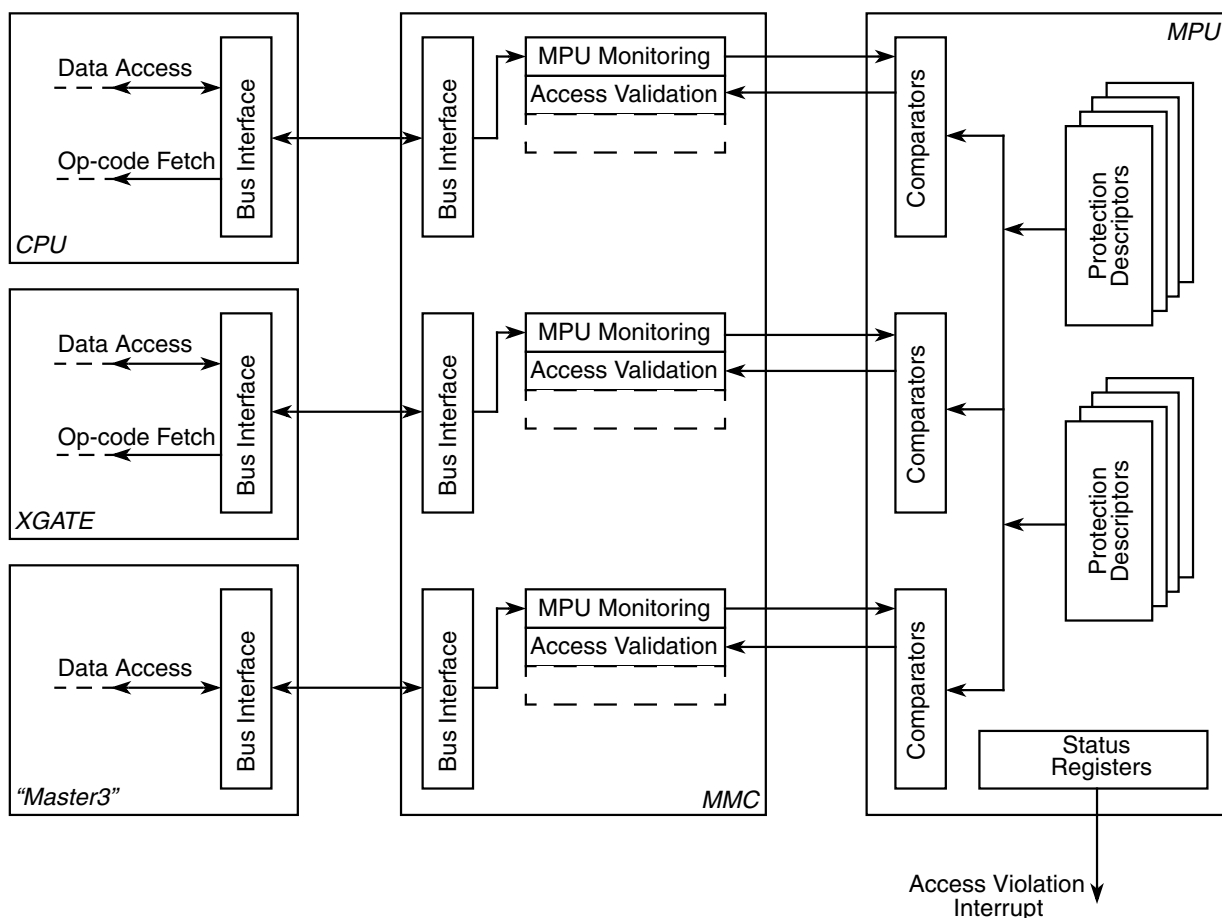 Data Access
Op-code Fetch
Bus Interface
CPU
Bus Interface
MPU Monitoring
Access Validation
Comparators
MPU
Protection
Descriptors
Data Access
Op-code Fetch
Bus Interface
XGATE
Bus Interface
MPU Monitoring
Access Validation
Comparators
Protection
Descriptors
Data Access
Bus Interface
“Master3”
Bus Interface
MPU Monitoring
Access Validation
MMC
Comparators
Status
Registers
Access Violation
Interrupt